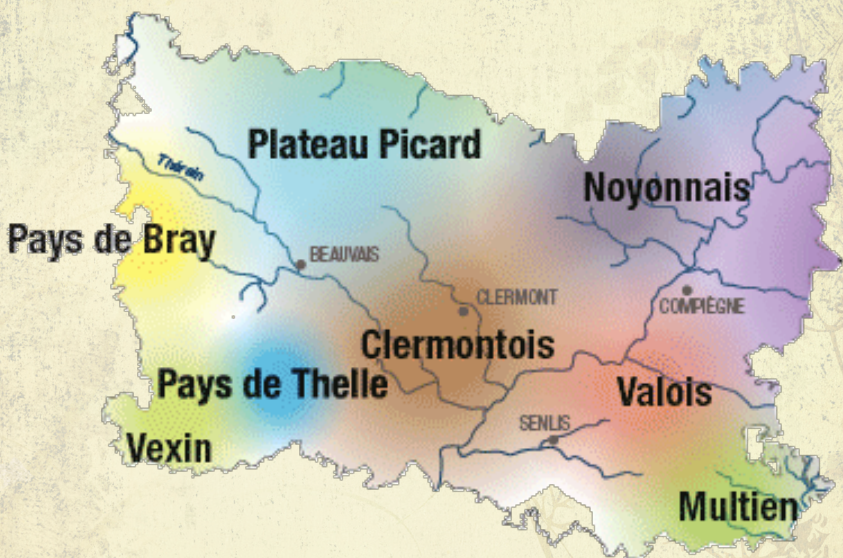 Plateau Picard
Thérain
Noyonnais
Pays de Bray
BEAUVAIS
CLERMONT
COMPIÈGNE
Clermontois
Pays de Thelle
Valois
SENLIS
Vexin
Multien